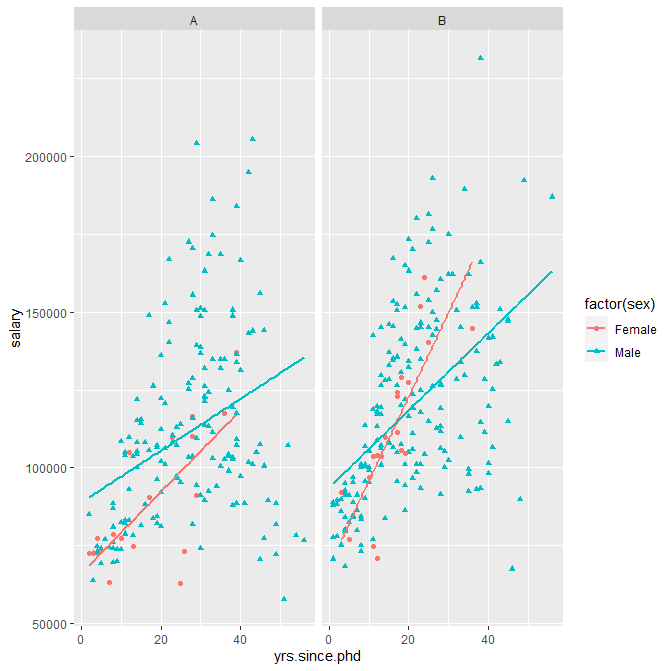 A
B
salary
200000
150000
100000
50000
0
20
40
0
20
40
yrs.since.phd
factor(sex)
Female
Male